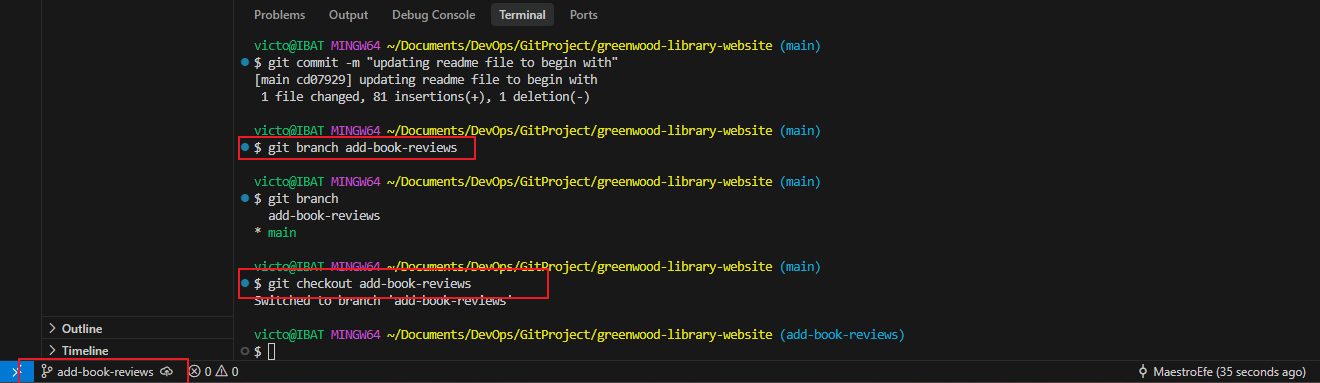 Problems Output Debug Console Terminal Ports
victo@IBAT MINGW64 ~/Documents/DevOps/GitProject/greenwood-library-website (main)
$ git commit -m "updating readme file to begin with"
[main cd07929] updating readme file to begin with
 1 file changed, 81 insertions(+), 1 deletion(-)
victo@IBAT MINGW64 ~/Documents/DevOps/GitProject/greenwood-library-website (main)
$ git branch add-book-reviews
victo@IBAT MINGW64 ~/Documents/DevOps/GitProject/greenwood-library-website (main)
$ git branch
  add-book-reviews
* main
victo@IBAT MINGW64 ~/Documents/DevOps/GitProject/greenwood-library-website (main)
$ git checkout add-book-reviews
Switched to branch 'add-book-reviews'
victo@IBAT MINGW64 ~/Documents/DevOps/GitProject/greenwood-library-website (add-book-reviews)
$
Outline
Timeline
add-book-reviews 0 0 MaestroEfe (35 seconds ago)